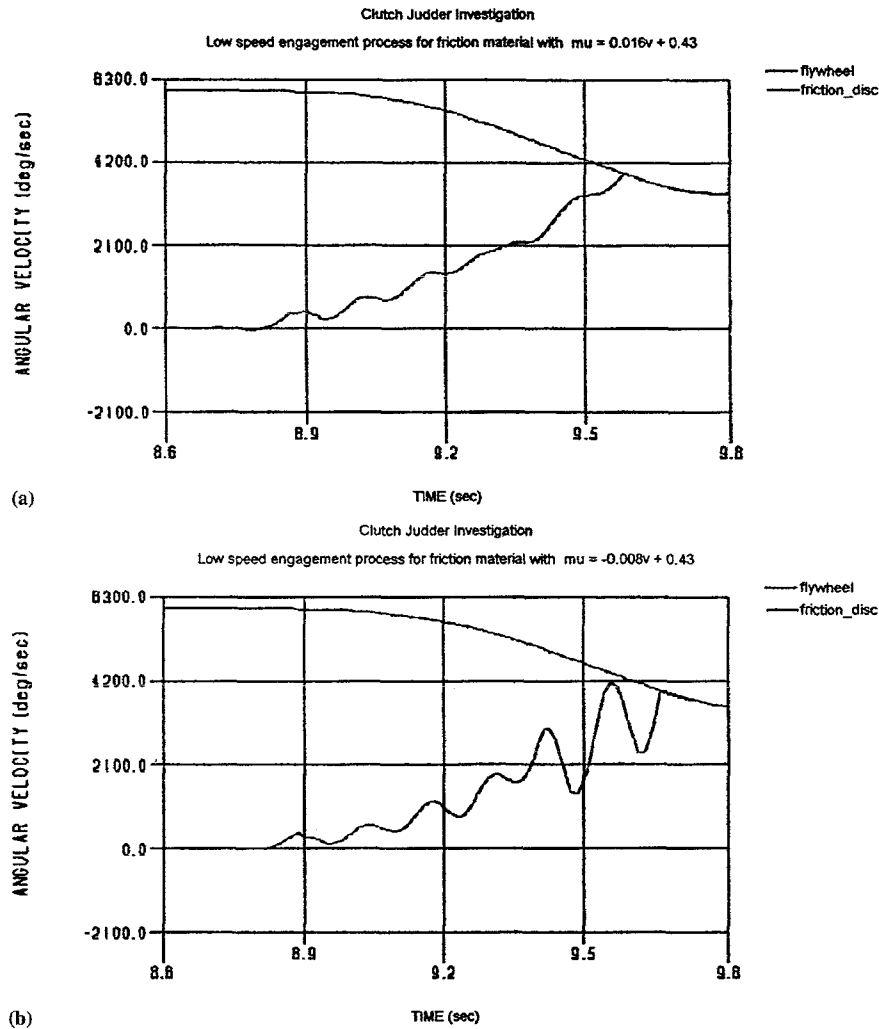 Clutch Judder Investigation
Low speed engagement process for friction material with mu = 0.016v + 0.43
flywheel
friction_disc
ANGULAR VELOCITY (deg/sec)
6300.0
4200.0
2100.0
0.0
-2100.0
8.6
8.9
9.2
9.5
9.8
TIME (sec)
(a)
Clutch Judder Investigation
Low speed engagement process for friction material with mu = -0.008v + 0.43
flywheel
friction_disc
ANGULAR VELOCITY (deg/sec)
6300.0
4200.0
2100.0
0.0
-2100.0
8.6
8.9
9.2
9.5
9.8
TIME (sec)
(b)